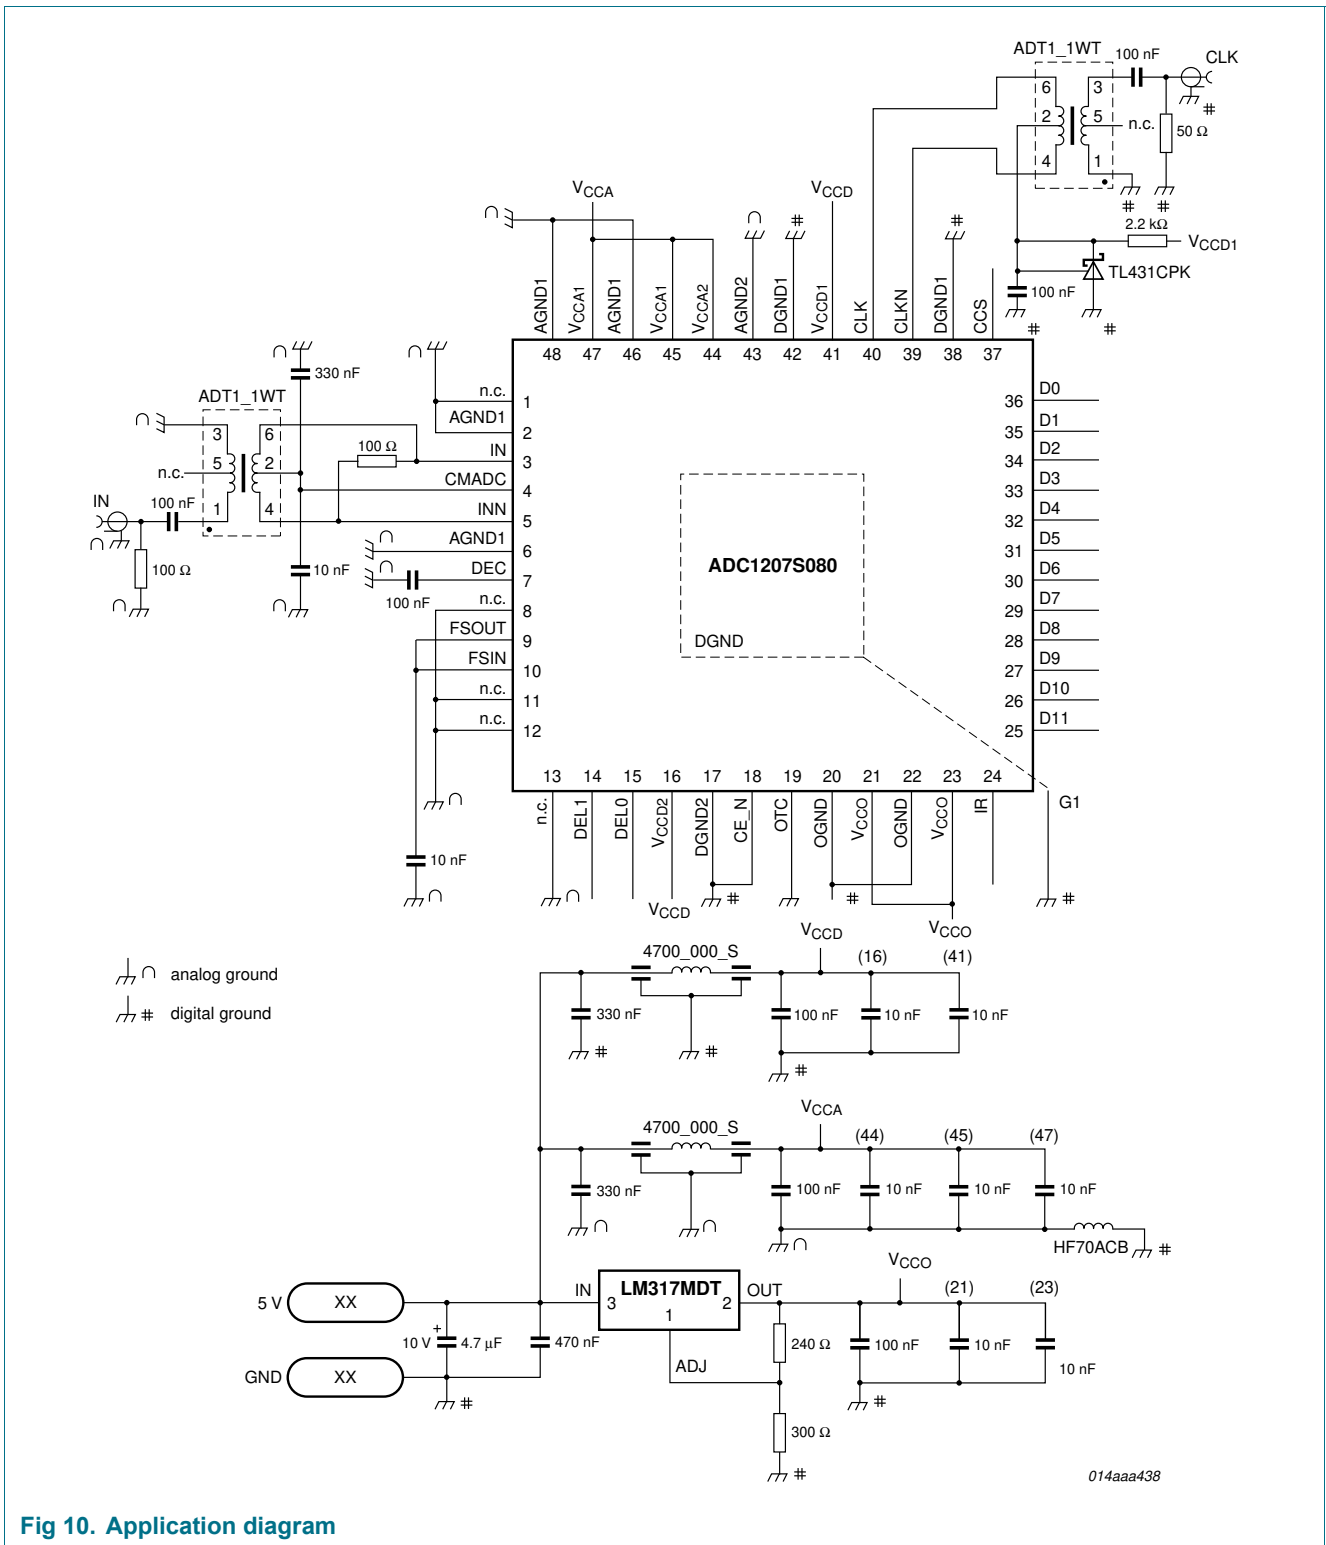 ADT1_1WT
100 nF
CLK
6
3
2
5
n.c.
50 Ω
4
1
#
#
#
2.2 kΩ
VCCD1
TL431CPK
100 nF
#
#
VCCA
VCCD
∩
∩
#
#
AGND1
VCCA1
AGND1
VCCA1
VCCA2
AGND2
DGND1
VCCD1
CLK
CLKN
DGND1
CCS
48
47
46
45
44
43
42
41
40
39
38
37
∩
330 nF
∩
ADT1_1WT
∩
3
6
n.c.
5
2
1
4
100 Ω
IN
100 nF
∩
100 Ω
∩
10 nF
∩
n.c.
1
AGND1
2
IN
3
CMADC
4
INN
5
∩
AGND1
6
∩
DEC
7
100 nF
n.c.
8
FSOUT
9
FSIN
10
n.c.
11
n.c.
12
∩
10 nF
∩
ADC1207S080
DGND
36
D0
35
D1
34
D2
33
D3
32
D4
31
D5
30
D6
29
D7
28
D8
27
D9
26
D10
25
D11
13
14
15
16
17
18
19
20
21
22
23
24
G1
n.c.
DEL1
DEL0
VCCD2
DGND2
CE_N
OTC
OGND
VCCO
OGND
VCCO
IR
∩
VCCD
#
#
VCCO
#
∩ analog ground
# digital ground
4700_000_S
VCCD
(16)
(41)
330 nF
100 nF
10 nF
10 nF
#
#
#
4700_000_S
VCCA
(44)
(45)
(47)
330 nF
100 nF
10 nF
10 nF
10 nF
∩
∩
∩
HF70ACB
#
5 V
XX
IN
LM317MDT
OUT
3
2
1
ADJ
VCCO
(21)
(23)
+
10 V
4.7 μF
470 nF
240 Ω
100 nF
10 nF
10 nF
GND
XX
#
300 Ω
#
#
014aaa438
Fig 10. Application diagram